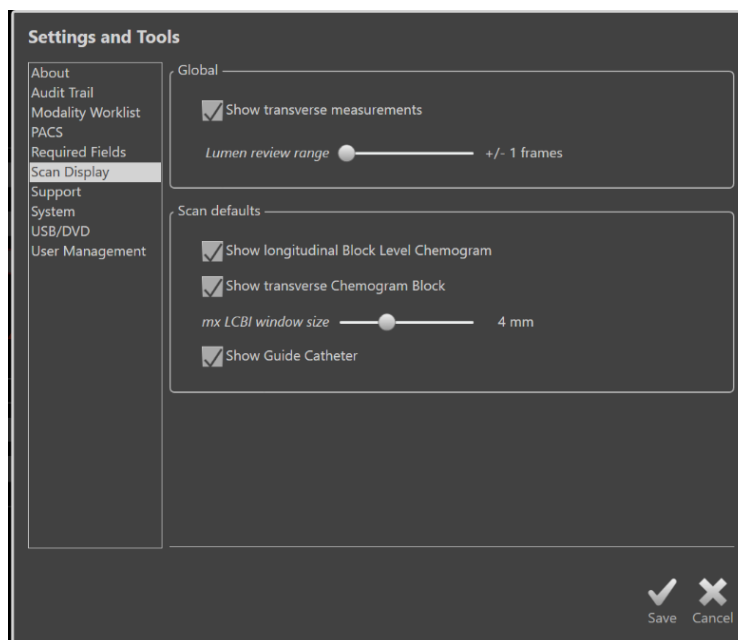 Settings and Tools
About
Audit Trail
Modality Worklist
PACS
Required Fields
Scan Display
Support
System
USB/DVD
User Management
Global
Show transverse measurements
Lumen review range +/- 1 frames
Scan defaults
Show longitudinal Block Level Chemogram
Show transverse Chemogram Block
mx LCBI window size 4 mm
Show Guide Catheter
Save Cancel